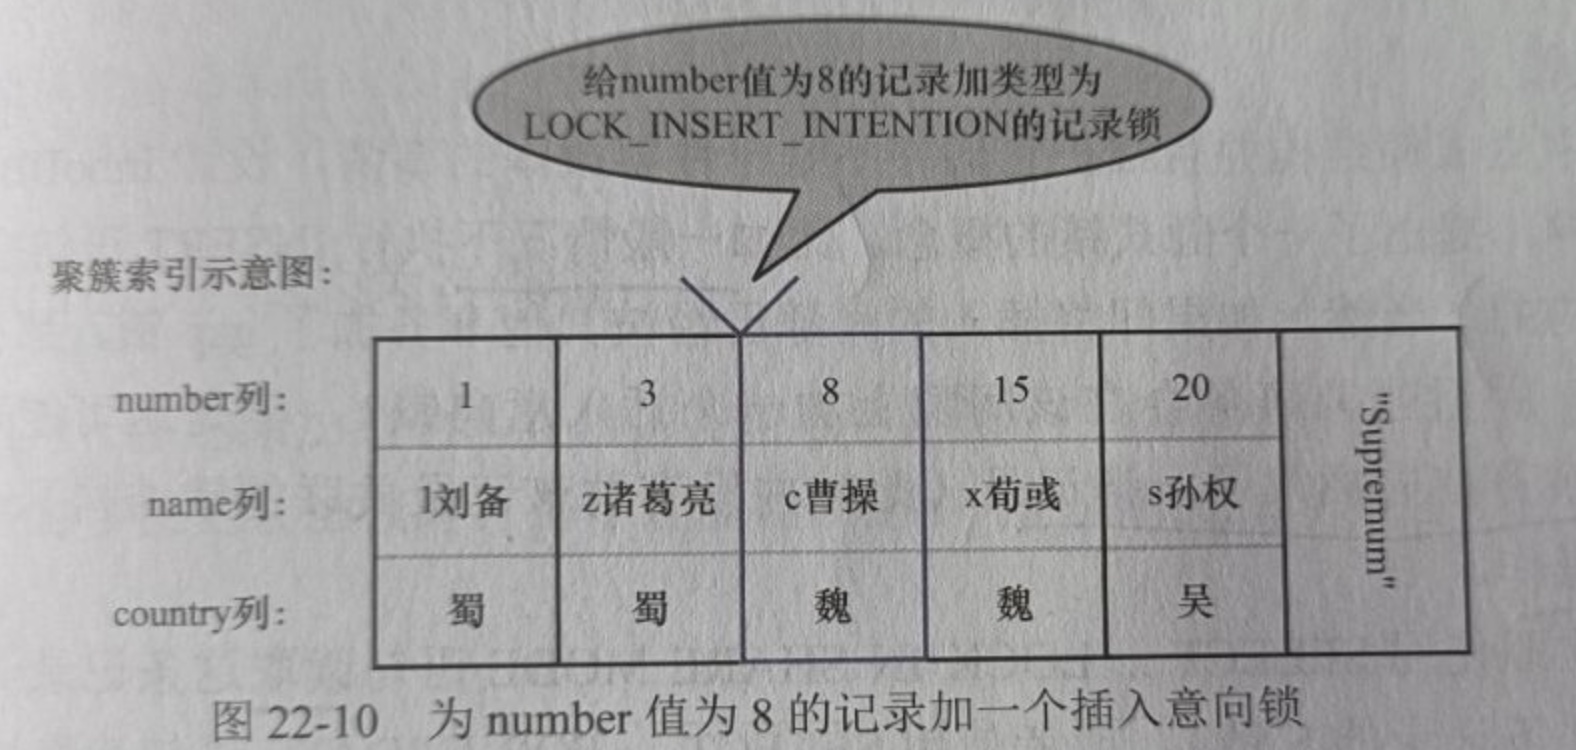 给number值为8的记录加类型为
LOCK_INSERT_INTENTION的记录锁
聚簇索引示意图：
number列： 1 3 8 15 20 "Supremum"
name列： l刘备 z诸葛亮 c曹操 x荀彧 s孙权
country列： 蜀 蜀 魏 魏 吴
图 22-10 为 number 值为 8 的记录加一个插入意向锁